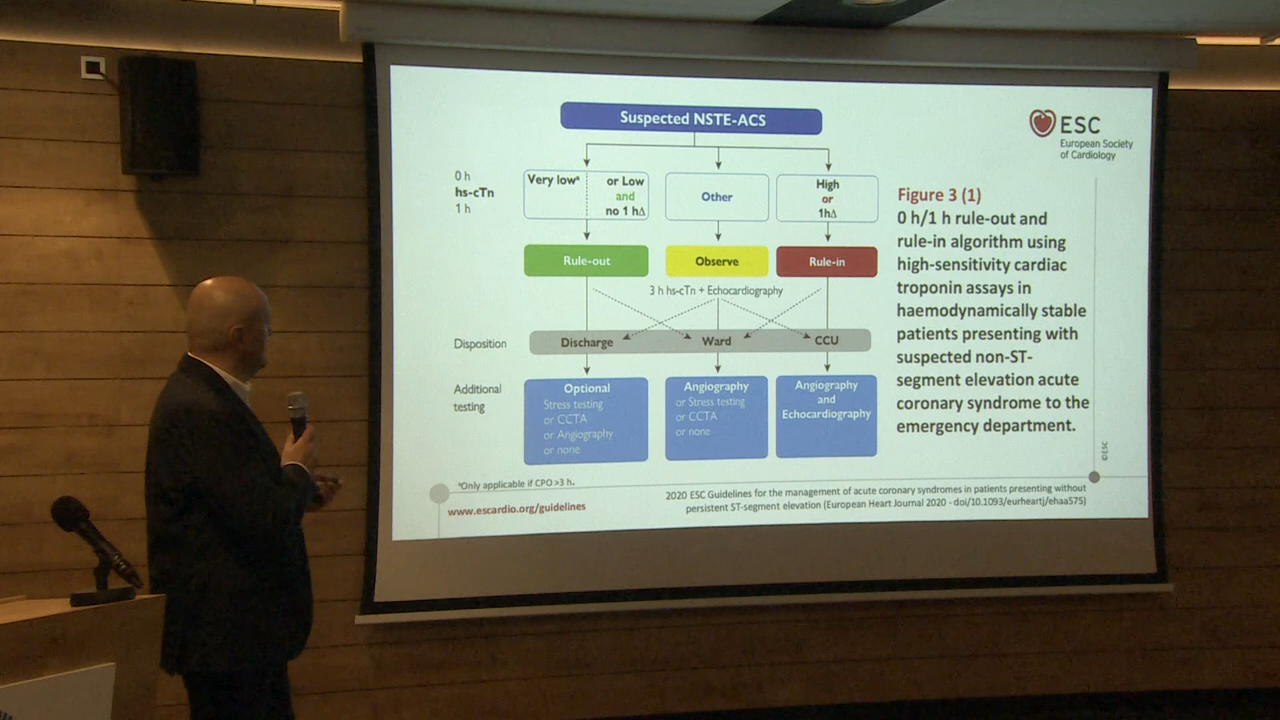 Suspected NSTE-ACS
ESC
European Society
of Cardiology
0 h
hs-cTn
1 h
Very lowª
or Low
and
no 1 hΔ
Other
High
or
1hΔ
Rule-out
Observe
Rule-in
3 h hs-cTn + Echocardiography
Disposition
Discharge
Ward
CCU
Additional
testing
Optional
Stress testing
or CCTA
or Angiography
or none
Angiography
or Stress testing
or CCTA
or none
Angiography
and
Echocardiography
Figure 3 (1)
0 h/1 h rule-out and
rule-in algorithm using
high-sensitivity cardiac
troponin assays in
haemodynamically stable
patients presenting with
suspected non-ST-
segment elevation acute
coronary syndrome to the
emergency department.
©ESC
ªOnly applicable if CPO >3 h.
www.escardio.org/guidelines
2020 ESC Guidelines for the management of acute coronary syndromes in patients presenting without
persistent ST-segment elevation (European Heart Journal 2020 - doi/10.1093/eurheartj/ehaa575)